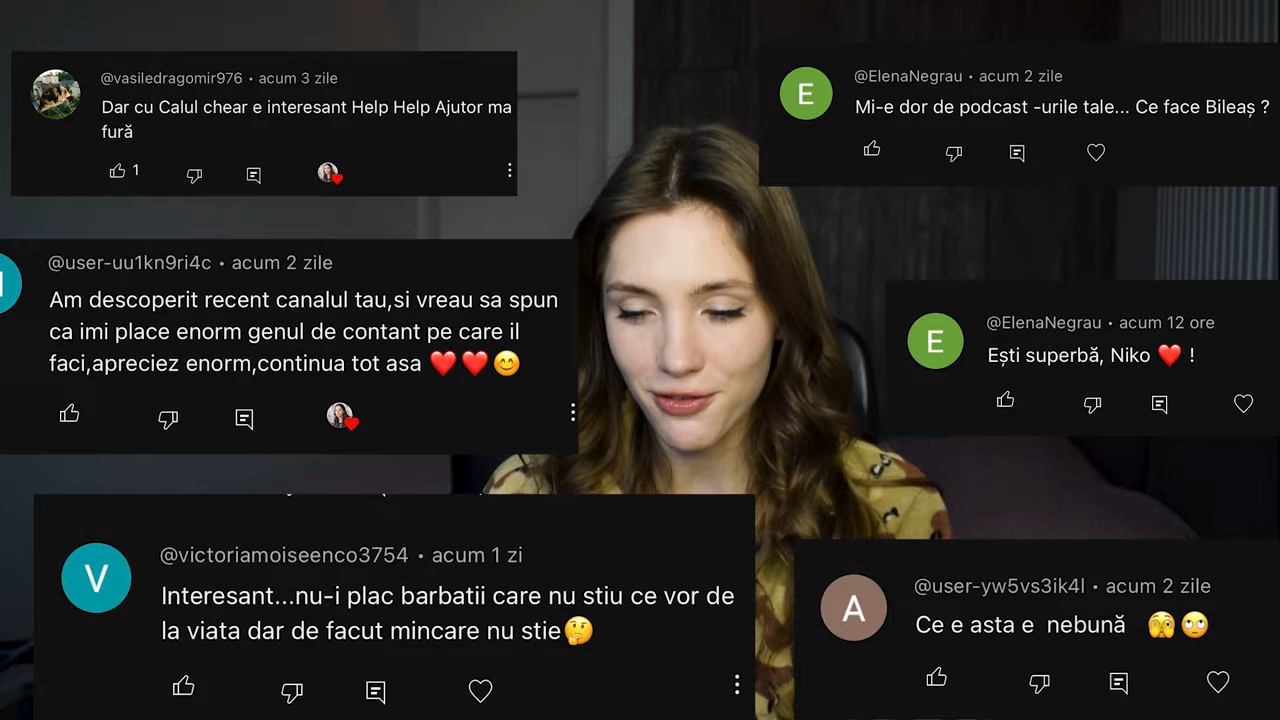 @vasiledragomir976 • acum 3 zile
Dar cu Calul chear e interesant Help Help Ajutor ma
fură
1
@ElenaNegrau • acum 2 zile
Mi-e dor de podcast -urile tale... Ce face Bileaș ?
E
@user-uu1kn9ri4c • acum 2 zile
Am descoperit recent canalul tau,si vreau sa spun
ca imi place enorm genul de contant pe care il
faci,apreciez enorm,continua tot asa ❤️❤️😊
@ElenaNegrau • acum 12 ore
Ești superbă, Niko ❤️ !
E
@victoriamoiseenco3754 • acum 1 zi
Interesant...nu-i plac barbatii care nu stiu ce vor de
la viata dar de facut mincare nu stie🤔
V
@user-yw5vs3ik4l • acum 2 zile
Ce e asta e nebună 🫣🙄
A